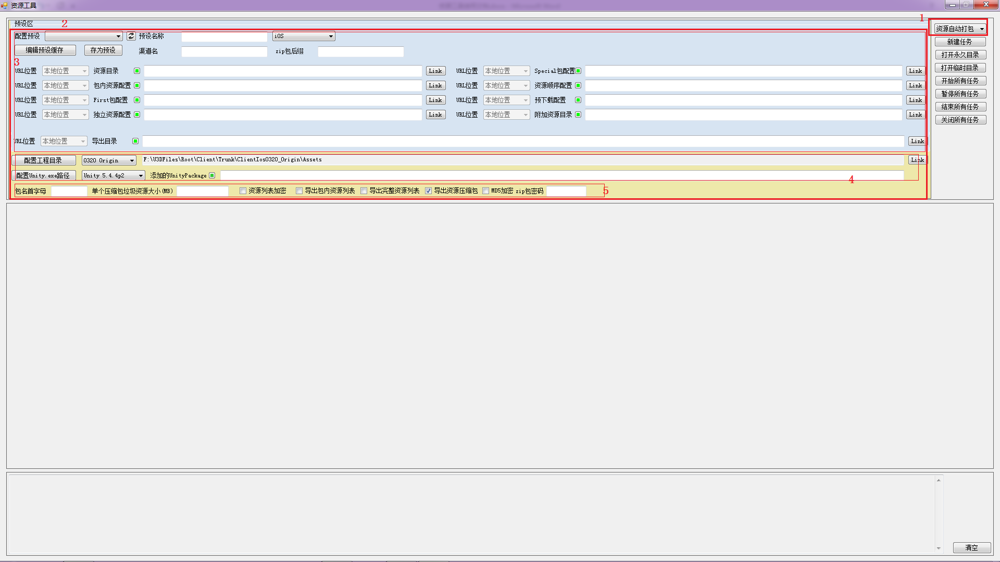 资源工具
1
预设区
2
资源自动打包
配置预设
预设名称
iOS
新建任务
编辑预设缓存
存为预设
渠道名
zip包后缀
打开永久目录
3
打开临时目录
URL位置 本地位置 资源目录 Link URL位置 本地位置 Special包配置 Link
开始所有任务
URL位置 本地位置 包内资源配置 Link URL位置 本地位置 资源顺序配置 Link
暂停所有任务
URL位置 本地位置 First包配置 Link URL位置 本地位置 预下载配置 Link
结束所有任务
URL位置 本地位置 独立资源配置 Link URL位置 本地位置 附加资源目录 Link
关闭所有任务
URL位置 本地位置 导出目录 Link
配置工程目录 0320 Origin F:\U3DFiles\Root\Client\Trunk\ClientIos0320_Origin\Assets Link
配置Unity.exe路径 Unity 5.4.4p2 添加的UnityPackage
4
包名首字母 单个压缩包垃圾资源大小(MB) 资源列表加密 导出包内资源列表 导出完整资源列表 导出资源压缩包 MD5加密 zip包密码
5
清空